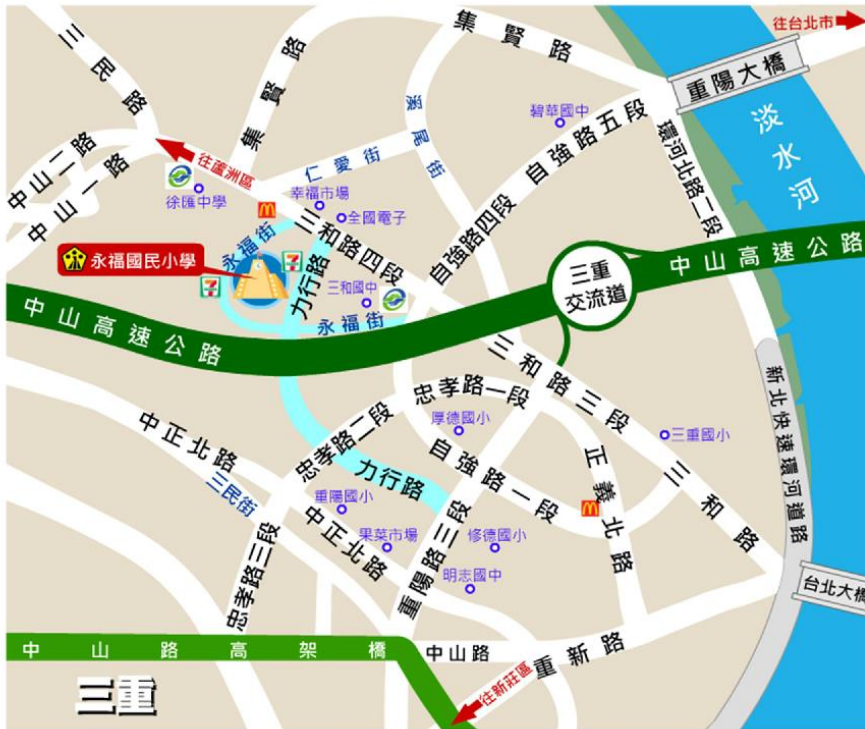 往台北市
集賢路
重陽大橋
三民路
集賢路
溪尾街
碧華國中
自強路五段
環河北路二段
淡水河
中山二路
中山一路
往蘆洲區
仁愛街
徐匯中學
幸福市場
全國電子
三和路四段
自強路四段
永福街
永福國民小學
力行路
三和國中
永福街
三重
交流道
中山高速公路
中山高速公路
三和路三段
忠孝路一段
忠孝路二段
厚德國小
中正北路
三民街
力行路
自強路一段
正義北路
三重國小
三和路
新北快速環河道路
重陽國小
果菜市場
中正北路
重陽路三段
修德國小
明志國中
忠孝路三段
台北大橋
中山路高架橋
中山路
重新路
往新莊區
三重